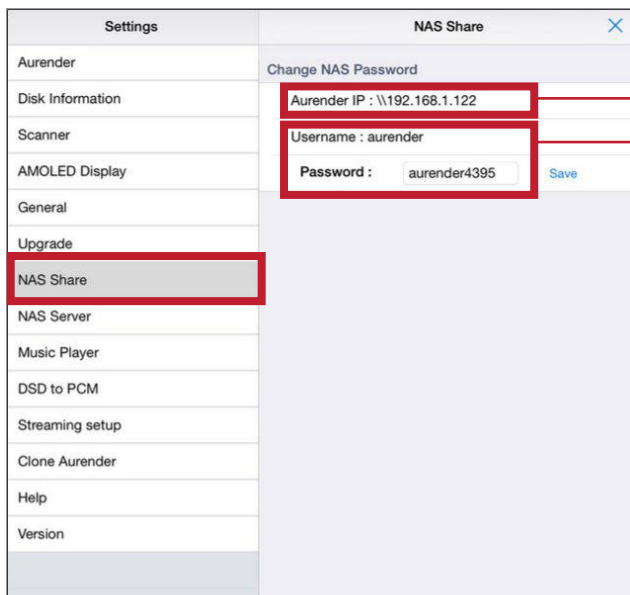 Settings
NAS Share
Aurender
Disk Information
Scanner
AMOLED Display
General
Upgrade
NAS Share
NAS Server
Music Player
DSD to PCM
Streaming setup
Clone Aurender
Help
Version
Change NAS Password
Aurender IP : \\192.168.1.122
Username : aurender
Password : aurender4395 Save